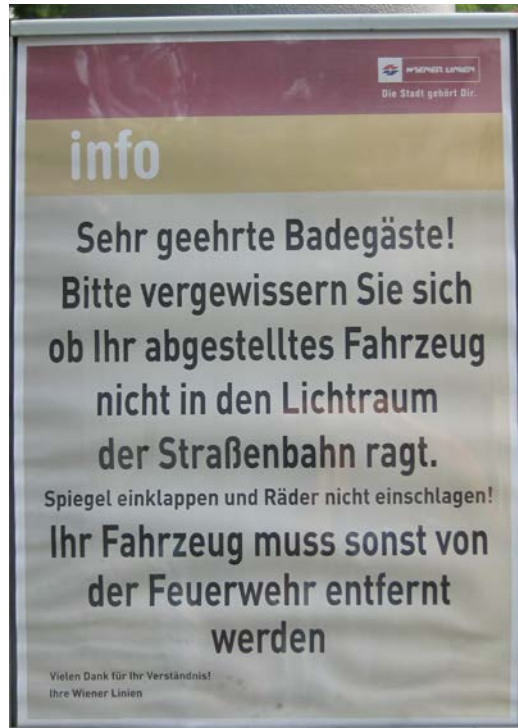 WIENER LINIEN
Die Stadt gehört Dir.
info
Sehr geehrte Badegäste!
Bitte vergewissern Sie sich
ob Ihr abgestelltes Fahrzeug
nicht in den Lichtraum
der Straßenbahn ragt.
Spiegel einklappen und Räder nicht einschlagen!
Ihr Fahrzeug muss sonst von
der Feuerwehr entfernt
werden
Vielen Dank für Ihr Verständnis!
Ihre Wiener Linien